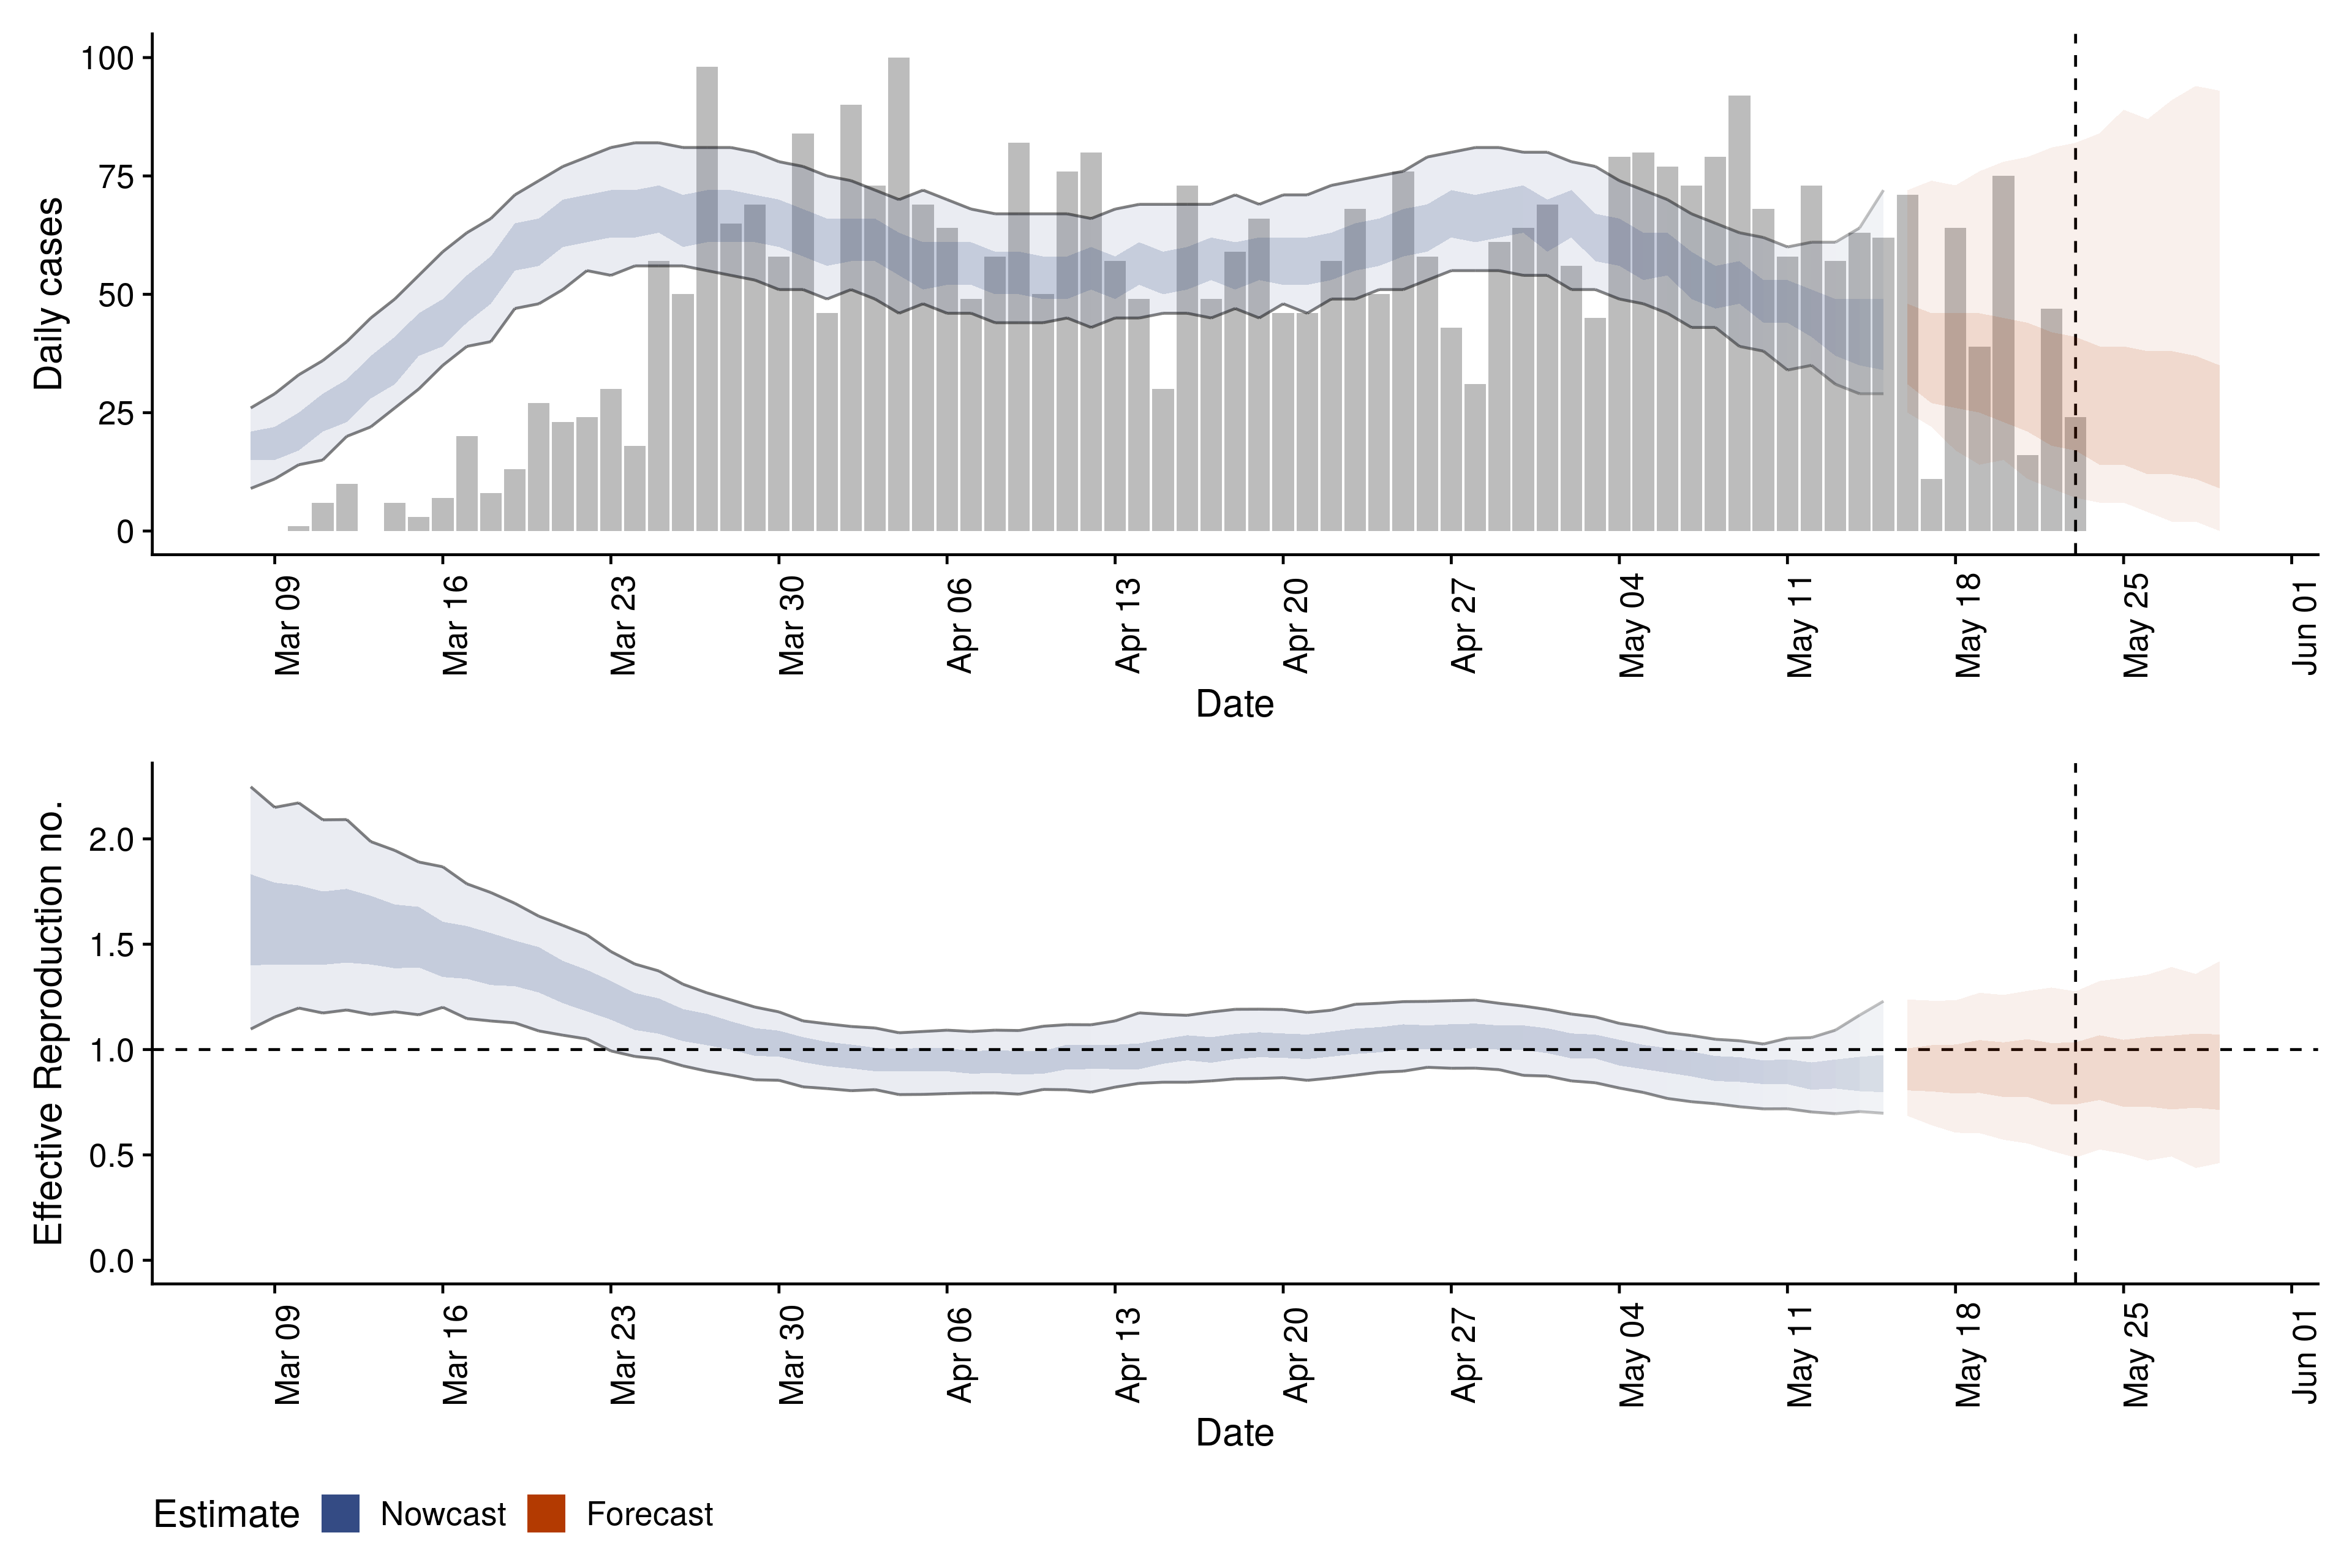 Daily cases
100
75
50
25
0
Mar 09
Mar 16
Mar 23
Mar 30
Apr 06
Apr 13
Apr 20
Apr 27
May 04
May 11
May 18
May 25
Jun 01
Date
Effective Reproduction no.
2.0
1.5
1.0
0.5
0.0
Mar 09
Mar 16
Mar 23
Mar 30
Apr 06
Apr 13
Apr 20
Apr 27
May 04
May 11
May 18
May 25
Jun 01
Date
Estimate Nowcast Forecast